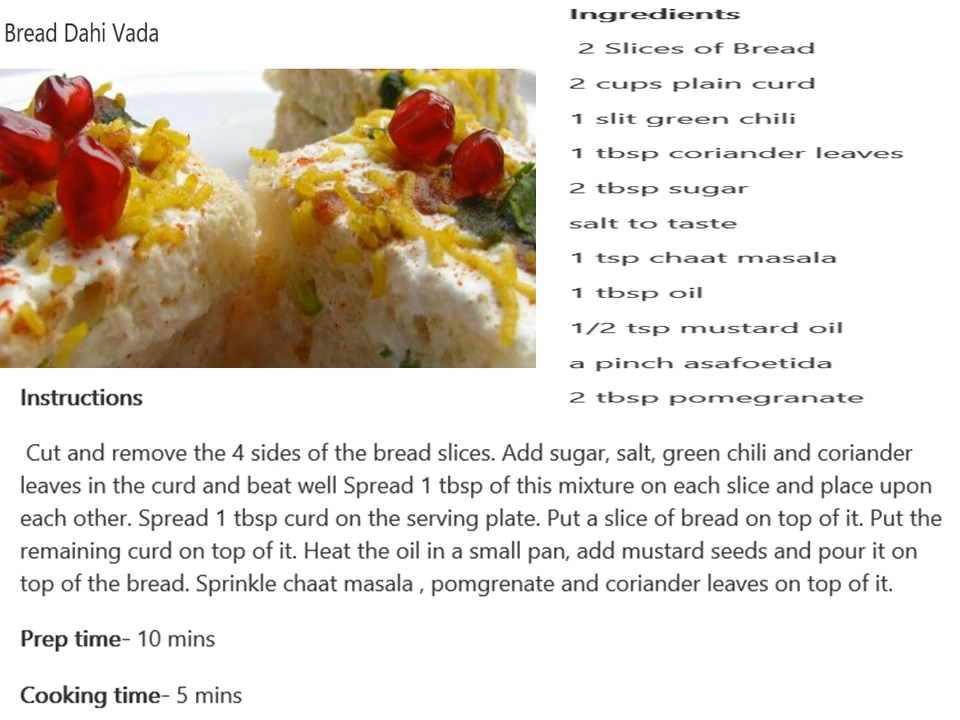 Bread Dahi Vada
Ingredients
2 Slices of Bread
2 cups plain curd
1 slit green chili
1 tbsp coriander leaves
2 tbsp sugar
salt to taste
1 tsp chaat masala
1 tbsp oil
1/2 tsp mustard oil
a pinch asafoetida
2 tbsp pomegranate
Instructions
Cut and remove the 4 sides of the bread slices. Add sugar, salt, green chili and coriander
leaves in the curd and beat well Spread 1 tbsp of this mixture on each slice and place upon
each other. Spread 1 tbsp curd on the serving plate. Put a slice of bread on top of it. Put the
remaining curd on top of it. Heat the oil in a small pan, add mustard seeds and pour it on
top of the bread. Sprinkle chaat masala , pomgrenate and coriander leaves on top of it.
Prep time- 10 mins
Cooking time- 5 mins